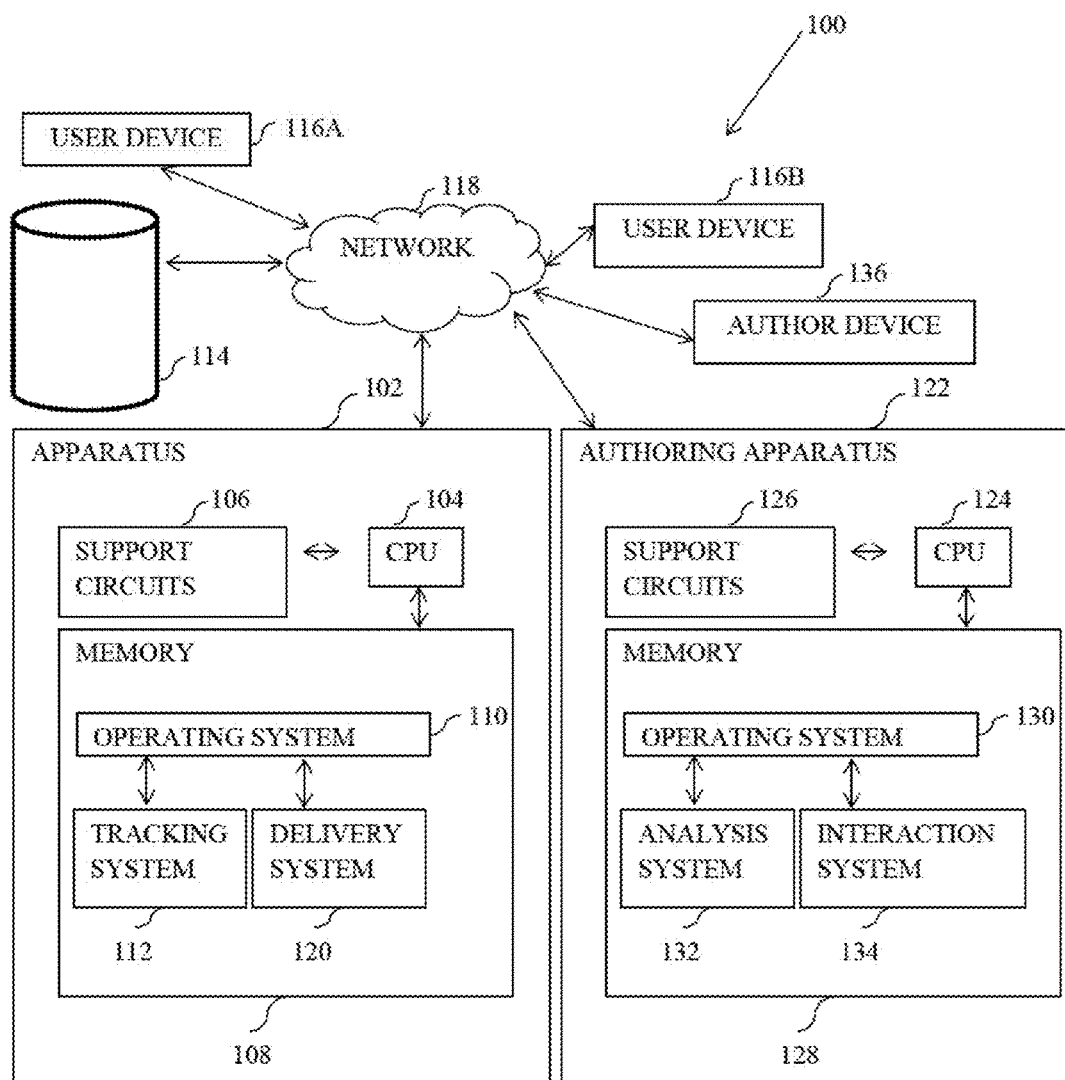 100
USER DEVICE
116A
118
116B
NETWORK
USER DEVICE
136
AUTHOR DEVICE
114
102
122
APPARATUS
AUTHORING APPARATUS
106
104
126
124
SUPPORT
CIRCUITS
CPU
SUPPORT
CIRCUITS
CPU
MEMORY
MEMORY
110
130
OPERATING SYSTEM
OPERATING SYSTEM
TRACKING
SYSTEM
DELIVERY
SYSTEM
ANALYSIS
SYSTEM
INTERACTION
SYSTEM
112
120
132
134
108
128